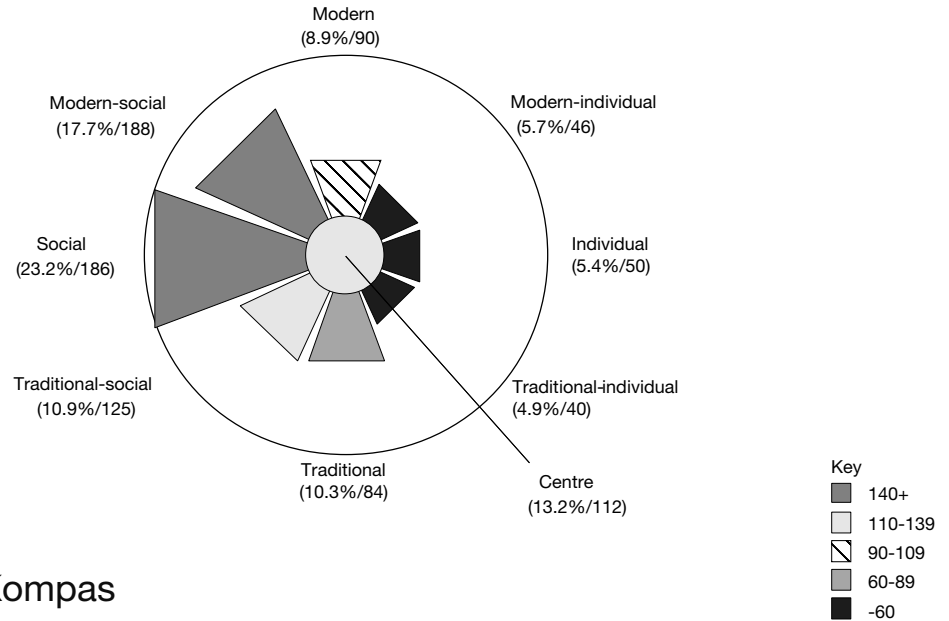 Modern
(8.9%/90)
Modern-social
(17.7%/188)
Modern-individual
(5.7%/46)
Social
(23.2%/186)
Individual
(5.4%/50)
Traditional-social
(10.9%/125)
Traditional-individual
(4.9%/40)
Traditional
(10.3%/84)
Centre
(13.2%/112)
Key
140+
110-139
90-109
60-89
-60